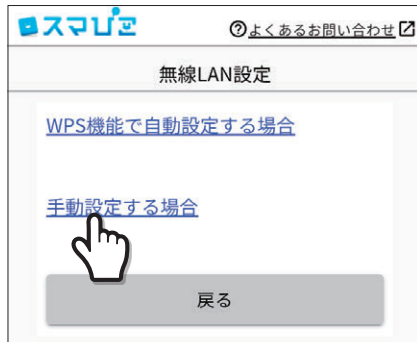 スマぴこ
よくあるお問い合わせ
無線LAN設定
WPS機能で自動設定する場合
手動設定する場合
戻る